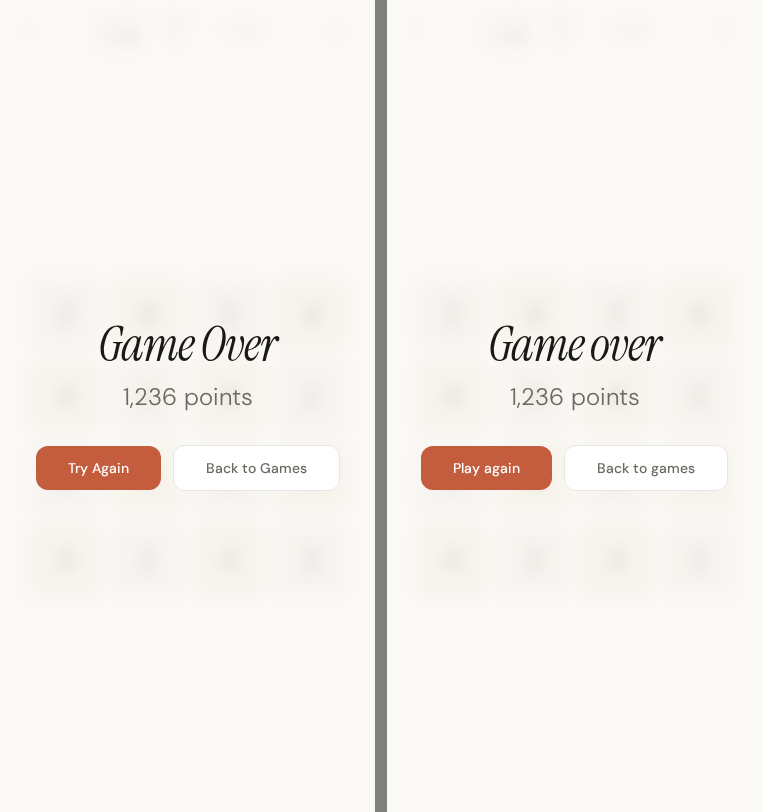 Game Over
1,236 points
Try Again
Back to Games
Game over
1,236 points
Play again
Back to games